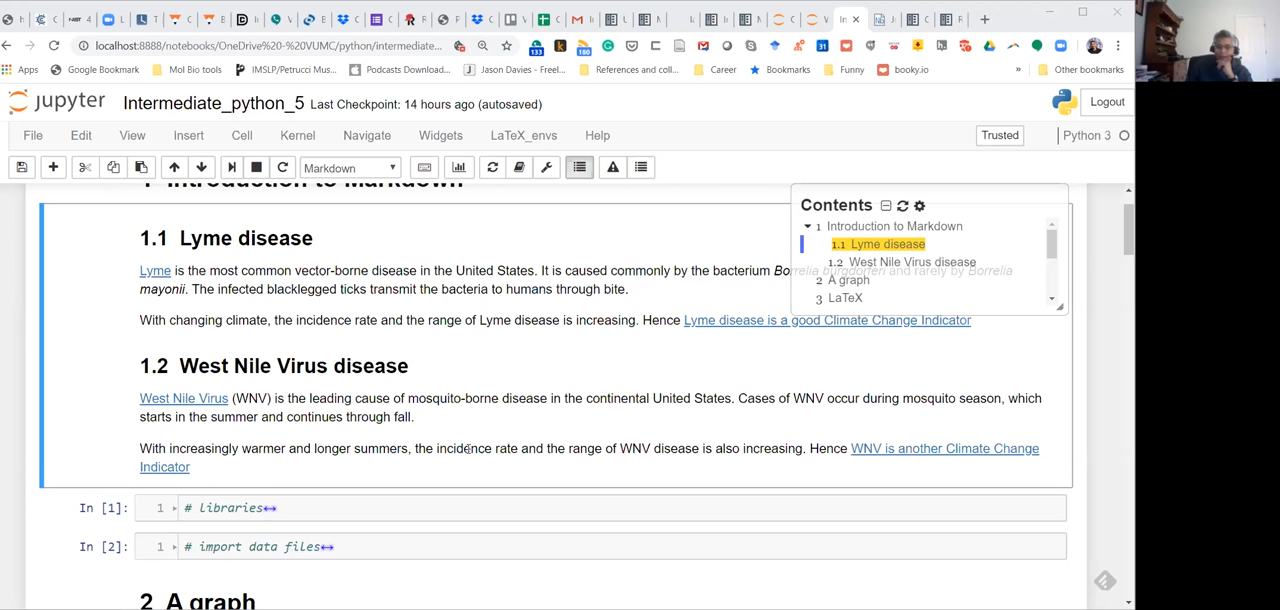 In
localhost:8888/notebooks/OneDrive%20-%20VUMC/python/intermediate...
133
180
31
Apps
Google Bookmark
Mol Bio tools
IMSLP/Petrucci Mus...
Podcasts Download...
Jason Davies - Freel...
References and coll...
Career
Bookmarks
Funny
booky.io
»
Other bookmarks
jupyter Intermediate_python_5 Last Checkpoint: 14 hours ago (autosaved)
Logout
File Edit View Insert Cell Kernel Navigate Widgets LaTeX_envs Help
Trusted
Python 3
Markdown
1 Introduction to Markdown
Contents
1 Introduction to Markdown
1.1 Lyme disease
1.2 West Nile Virus disease
2 A graph
3 LaTeX
1.1 Lyme disease
Lyme is the most common vector-borne disease in the United States. It is caused commonly by the bacterium Borrelia burgdorferi and rarely by Borrelia
mayonii. The infected blacklegged ticks transmit the bacteria to humans through bite.
With changing climate, the incidence rate and the range of Lyme disease is increasing. Hence Lyme disease is a good Climate Change Indicator
1.2 West Nile Virus disease
West Nile Virus (WNV) is the leading cause of mosquito-borne disease in the continental United States. Cases of WNV occur during mosquito season, which
starts in the summer and continues through fall.
With increasingly warmer and longer summers, the incidence rate and the range of WNV disease is also increasing. Hence WNV is another Climate Change
Indicator
In [1]: 1 # libraries
In [2]: 1 # import data files
2 A graph